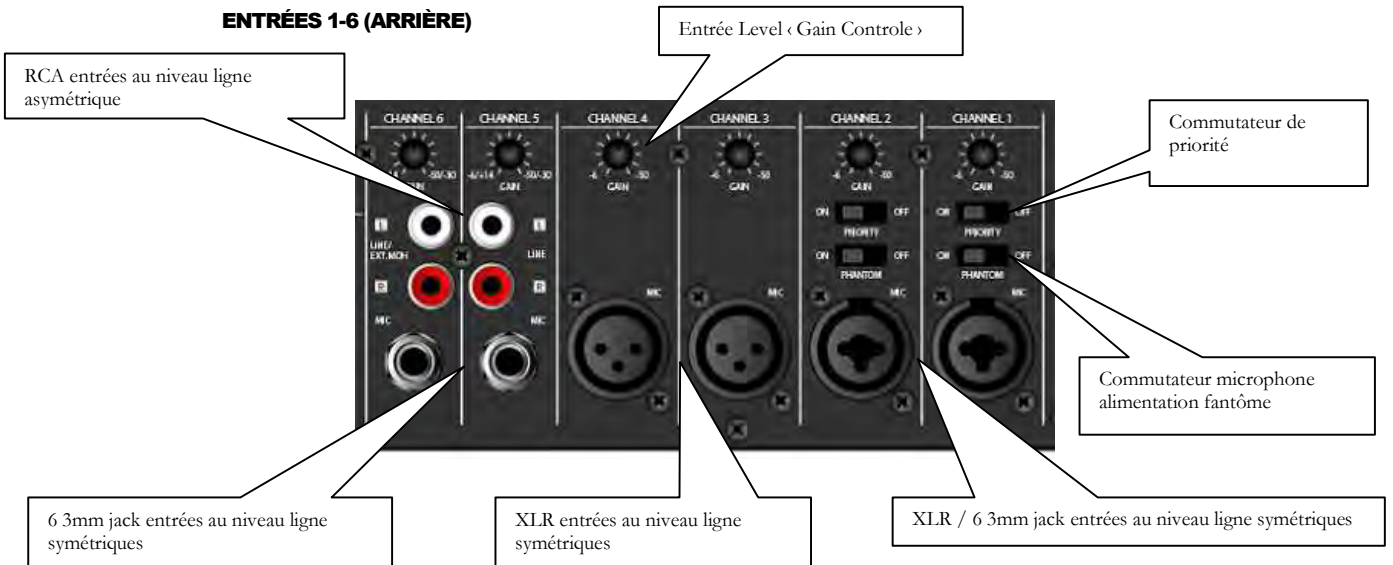 ENTRÉES 1-6 (ARRIÈRE)
Entrée Level ‹ Gain Controle ›
RCA entrées au niveau ligne
asymétrique
Commutateur de
priorité
CHANNEL 6
CHANNEL 5
CHANNEL 4
CHANNEL 3
CHANNEL 2
CHANNEL 1
-50/-30 -6/+14 -50/-30 -6 -50 -6 -50 -6 -50 -6 -50
GAIN GAIN GAIN GAIN GAIN
ON OFF ON OFF
PRIORITY PRIORITY
L L
LINE/
EXT.MOH
LINE
ON OFF ON OFF
PHANTOM PHANTOM
R R
MIC MIC MIC MIC MIC MIC
Commutateur microphone
alimentation fantôme
6 3mm jack entrées au niveau ligne
symétriques
XLR entrées au niveau ligne
symétriques
XLR / 6 3mm jack entrées au niveau ligne symétriques